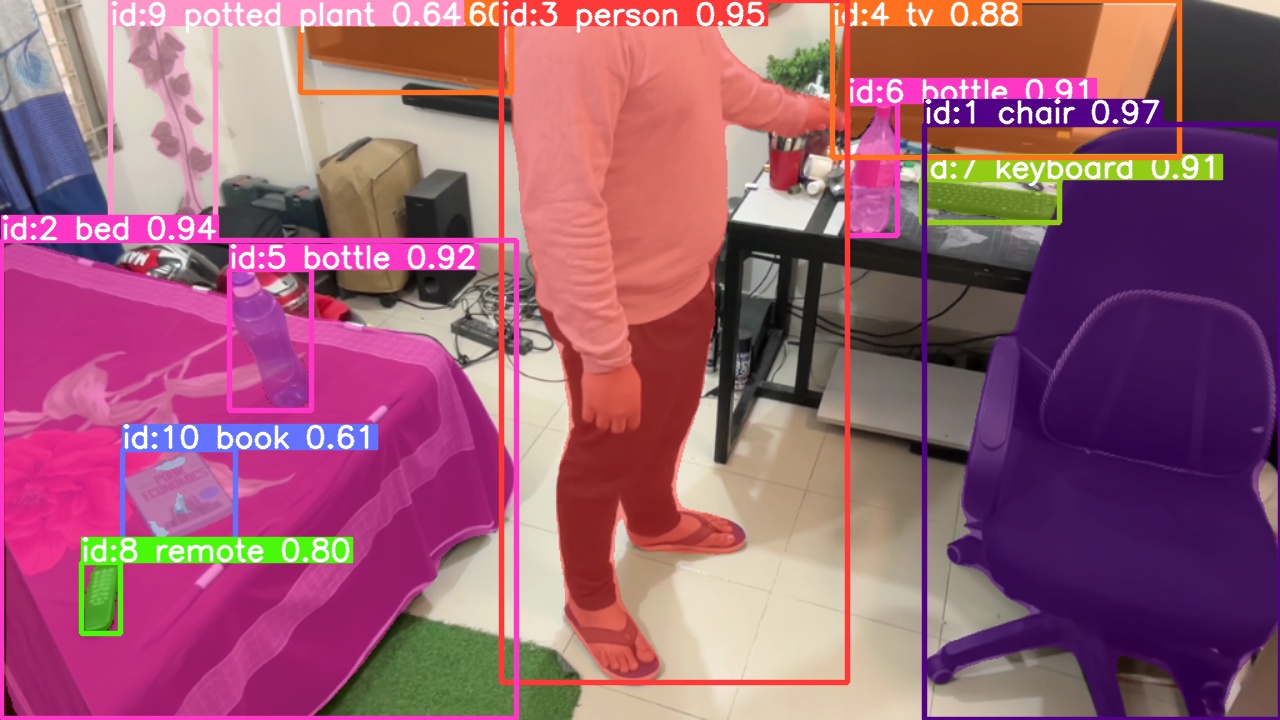 id:9 potted plant 0.64
60
id:3 person 0.95
id:4 tv 0.88
id:6 bottle 0.91
id:1 chair 0.97
id:7 keyboard 0.91
id:2 bed 0.94
id:5 bottle 0.92
id:10 book 0.61
POOR
ECONOMICS
id:8 remote 0.80